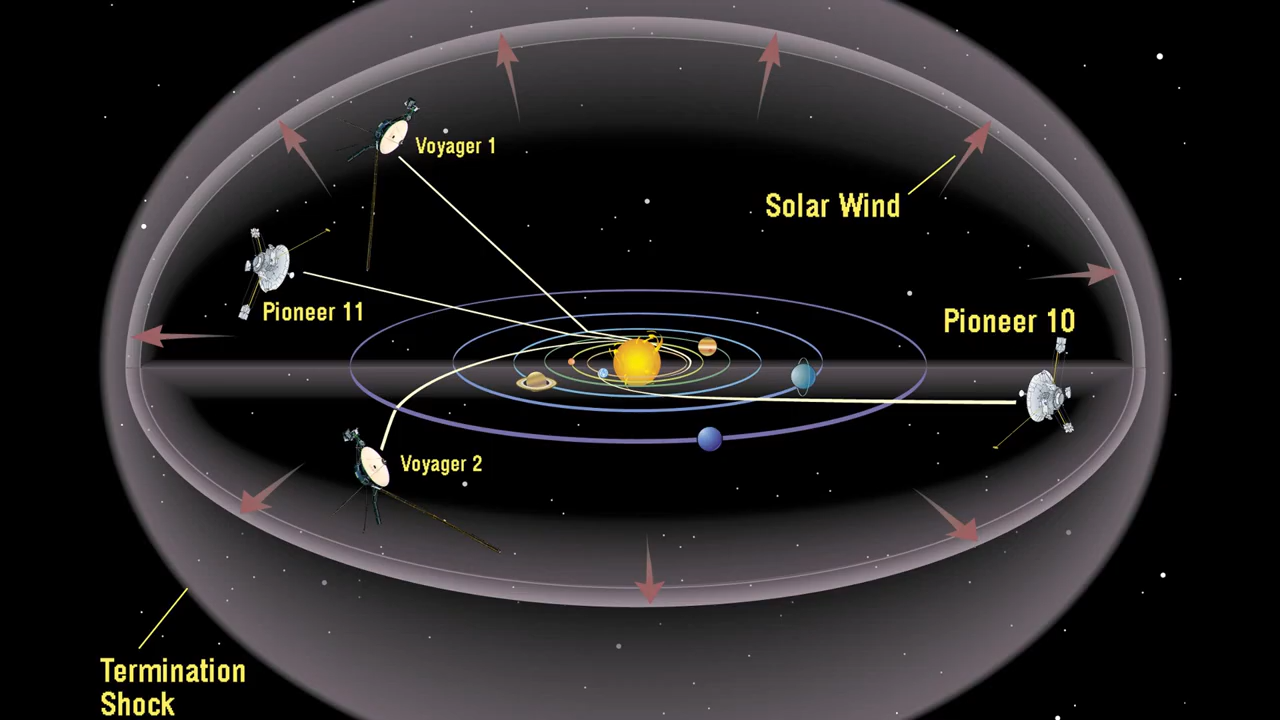 Voyager 1
Solar Wind
Pioneer 11
Pioneer 10
Voyager 2
Termination
Shock